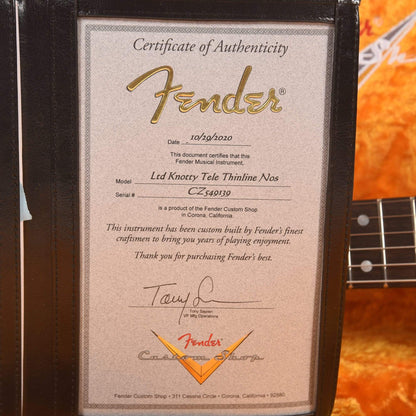 Certificate of Authenticity
Fender®
Date 10/29/2020
This document certifies that this
Fender Musical Instrument.
Model Ltd Knotty Tele Thinline Nos
Serial # CZ549139
is a product of the Fender Custom Shop
in Corona, California.
This instrument has been custom built by Fender's finest
craftsmen to bring you years of playing enjoyment.
Thank you for purchasing Fender's best.
VP Mfg Operations
Fender
Custom Shop
Fender Custom Shop • 311 Cessna Circle • Corona, California • 92880